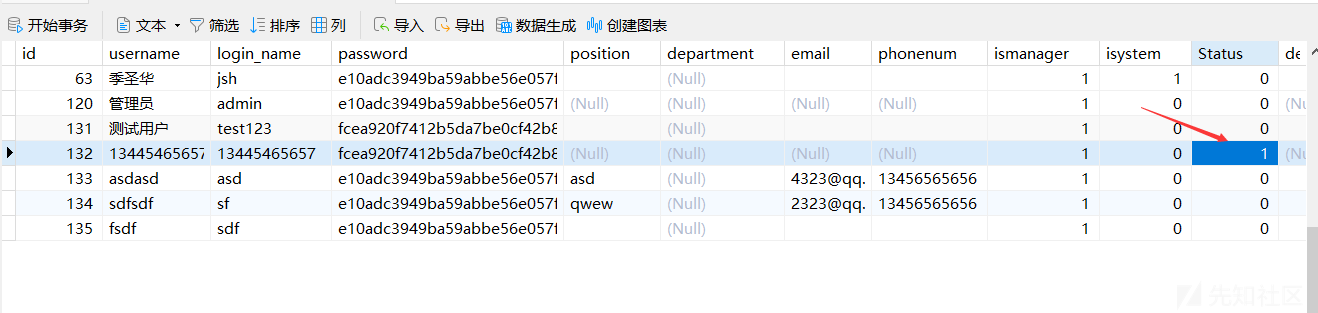 开始事务 文本 筛选 排序 列 导入 导出 数据生成 创建图表
id username login_name password position department email phonenum ismanager isystem Status de
63 季圣华 jsh e10adc3949ba59abbe56e057f (Null) 1 1 0
120 管理员 admin e10adc3949ba59abbe56e057f (Null) (Null) (Null) (Null) 1 0 0 (Nu
131 测试用户 test123 fcea920f7412b5da7be0cf42b8 (Null) 1 0 0
132 13445465657 13445465657 fcea920f7412b5da7be0cf42b8 (Null) (Null) (Null) (Null) 1 0 1 (Nu
133 asdasd asd e10adc3949ba59abbe56e057f asd (Null) 4323@qq. 13456565656 1 0 0
134 sdfsdf sf e10adc3949ba59abbe56e057f qwew (Null) 2323@qq. 13456565656 1 0 0
135 fsdf sdf e10adc3949ba59abbe56e057f (Null) 1 0 0
先知社区